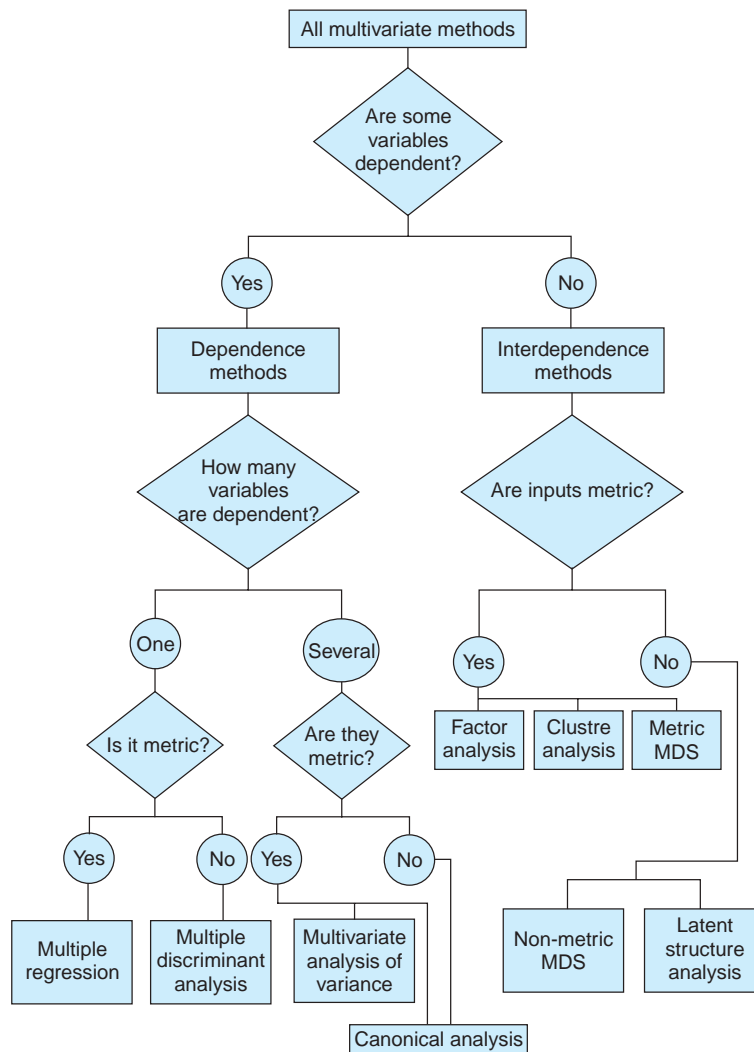 All multivariate methods
Are some
variables
dependent?
Yes
No
Dependence
methods
Interdependence
methods
How many
variables
are dependent?
Are inputs metric?
One
Several
Yes
No
Is it metric?
Are they
metric?
Factor
analysis
Clustre
analysis
Metric
MDS
Yes
No
Yes
No
Multiple
regression
Multiple
discriminant
analysis
Multivariate
analysis of
variance
Non-metric
MDS
Latent
structure
analysis
Canonical analysis